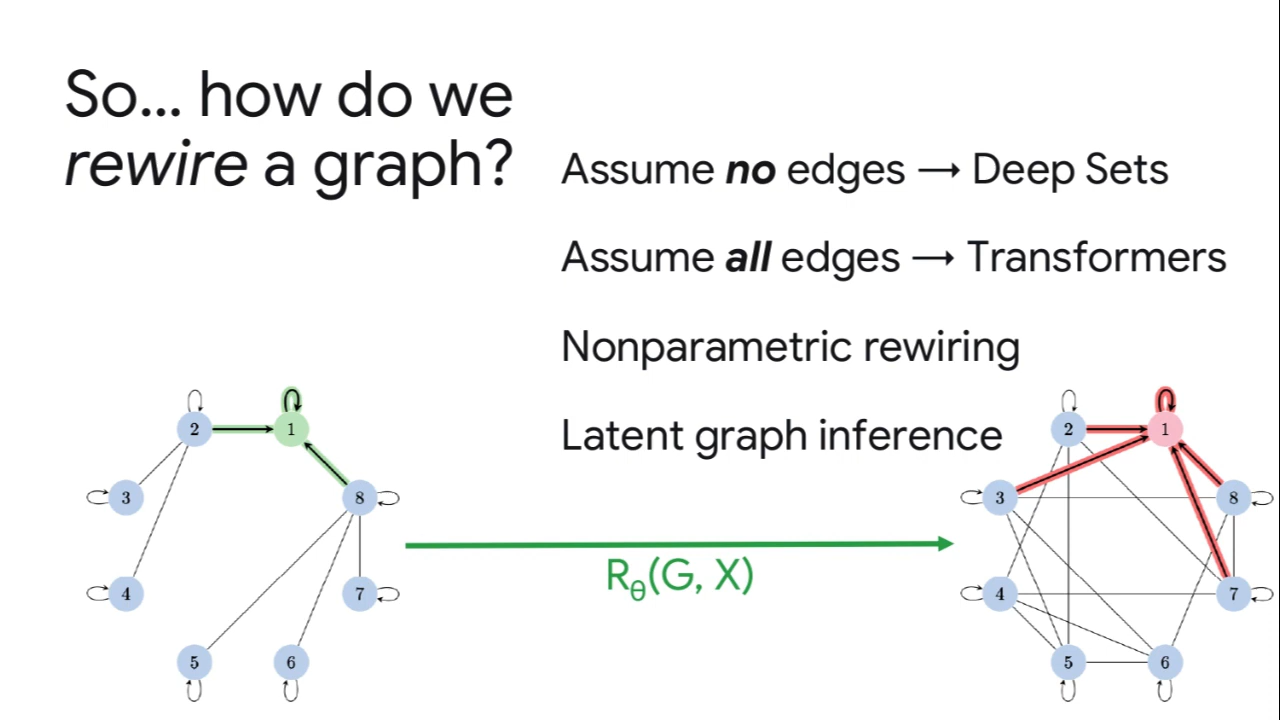 So... how do we
rewire a graph?
Assume no edges → Deep Sets
Assume all edges → Transformers
Nonparametric rewiring
Latent graph inference
2
1
3
8
4
7
5
6
R_θ(G, X)
2
1
3
8
4
7
5
6